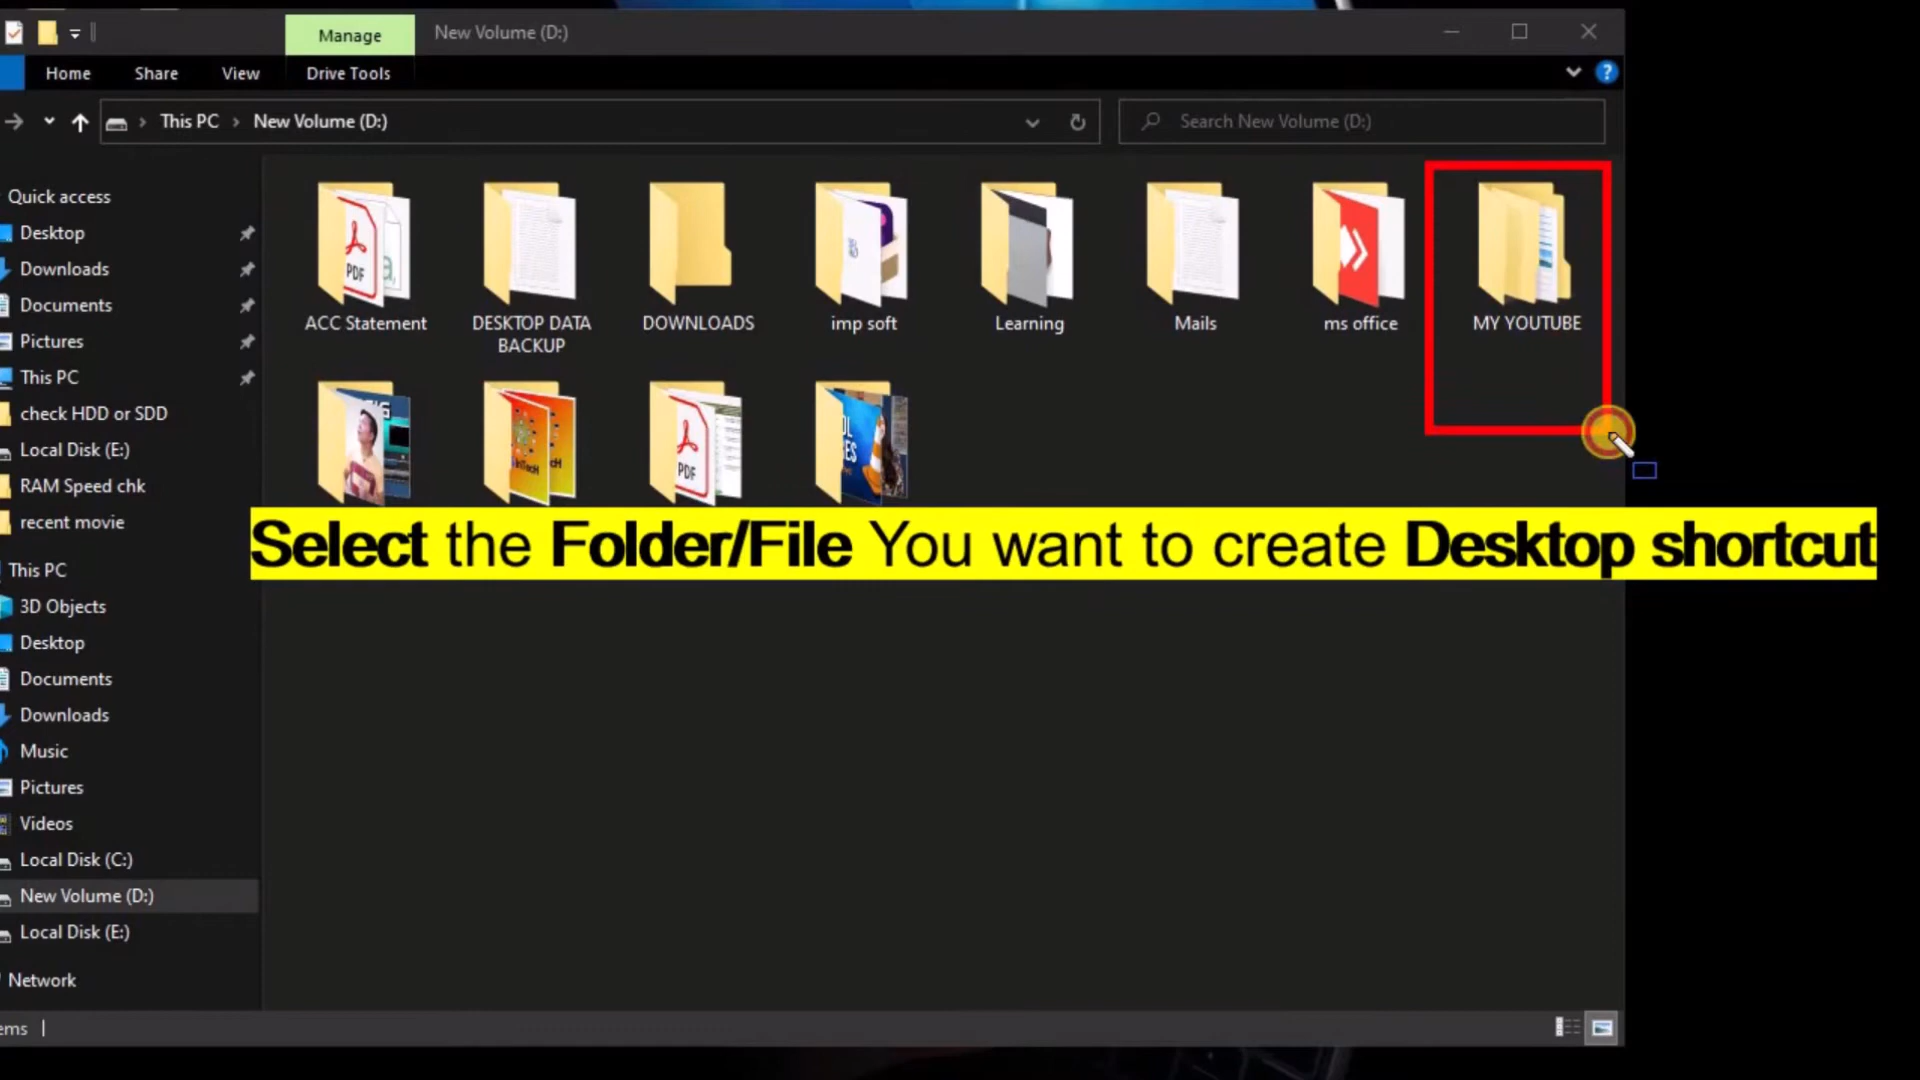 Manage
New Volume (D:)
Home
Share
View
Drive Tools
This PC
New Volume (D:)
Search New Volume (D:)
Quick access
Desktop
Downloads
Documents
Pictures
This PC
check HDD or SDD
Local Disk (E:)
RAM Speed chk
recent movie
This PC
3D Objects
Desktop
Documents
Downloads
Music
Pictures
Videos
Local Disk (C:)
New Volume (D:)
Local Disk (E:)
Network
ACC Statement
DESKTOP DATA
BACKUP
DOWNLOADS
imp soft
Learning
Mails
ms office
MY YOUTUBE
PDF
PDF
Select the Folder/File You want to create Desktop shortcut